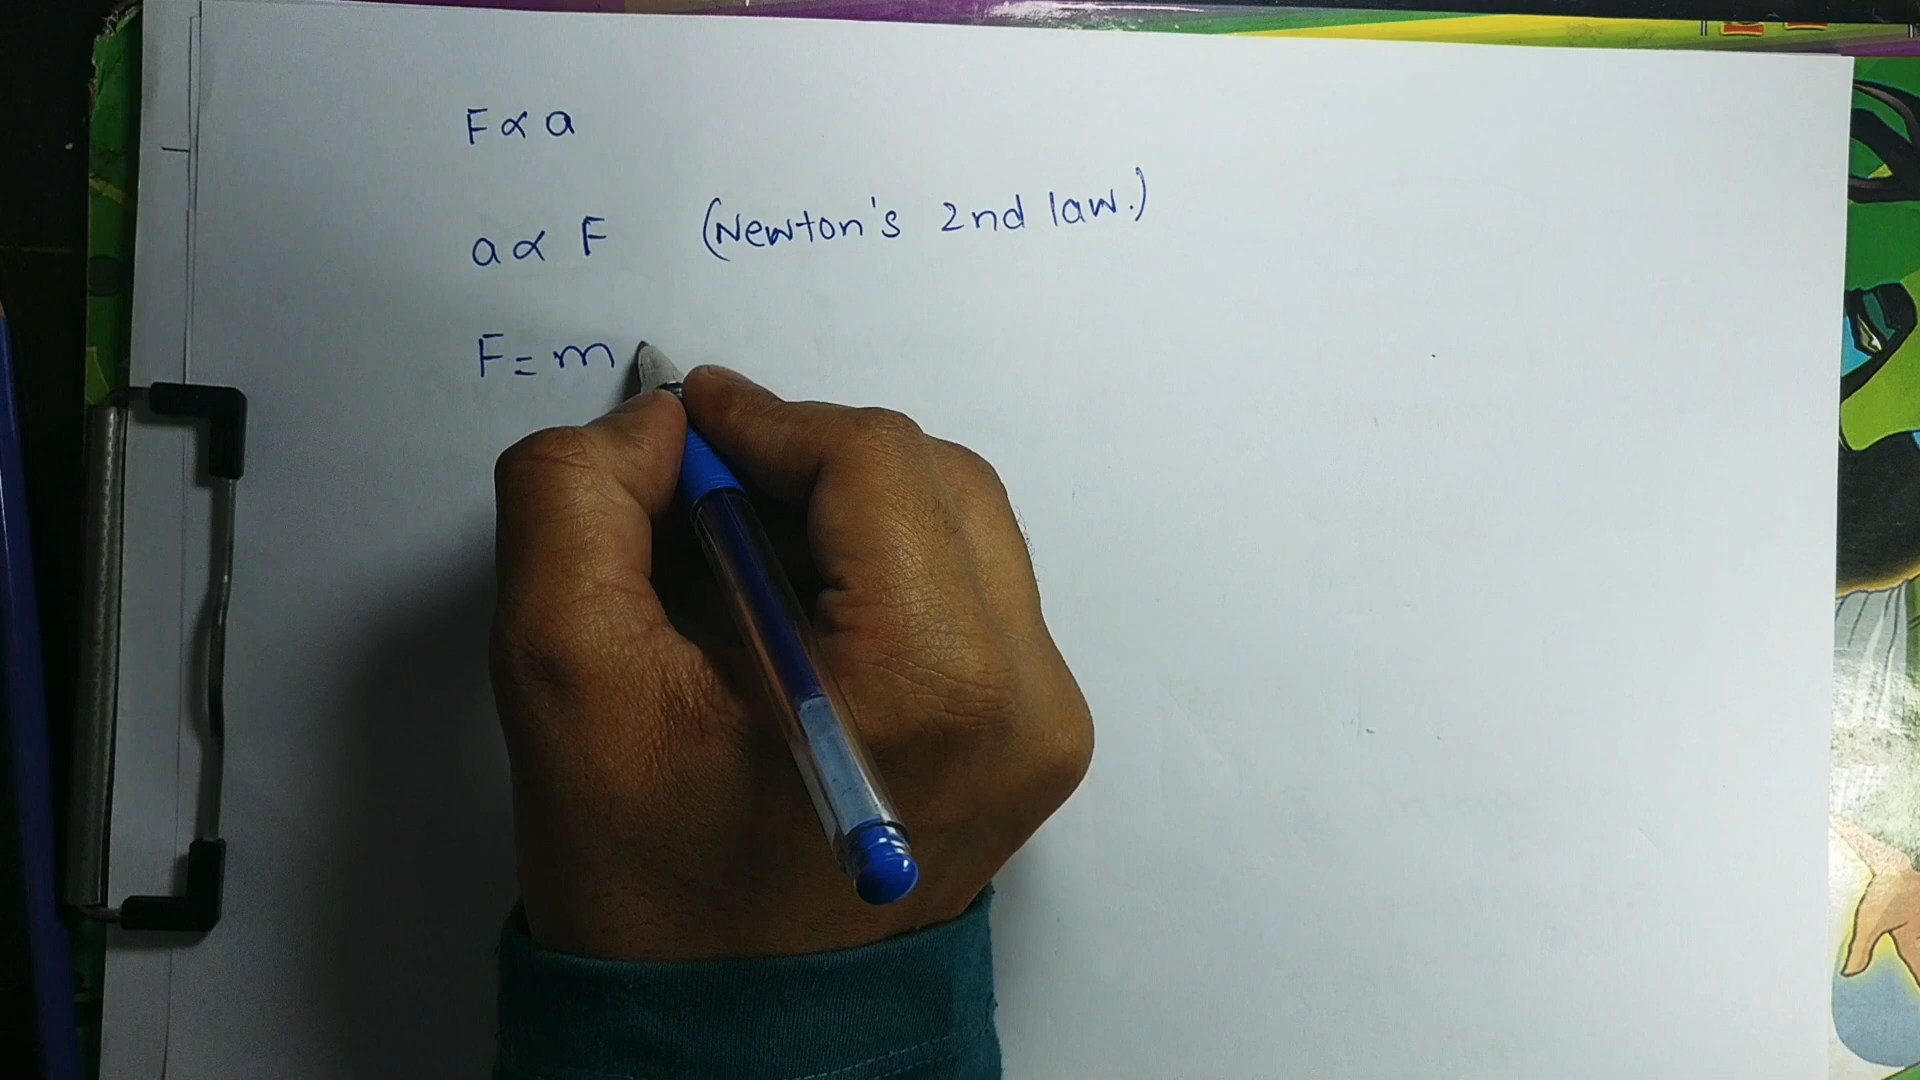 F ∝ a
a ∝ F (Newton's 2nd law.)
F = m